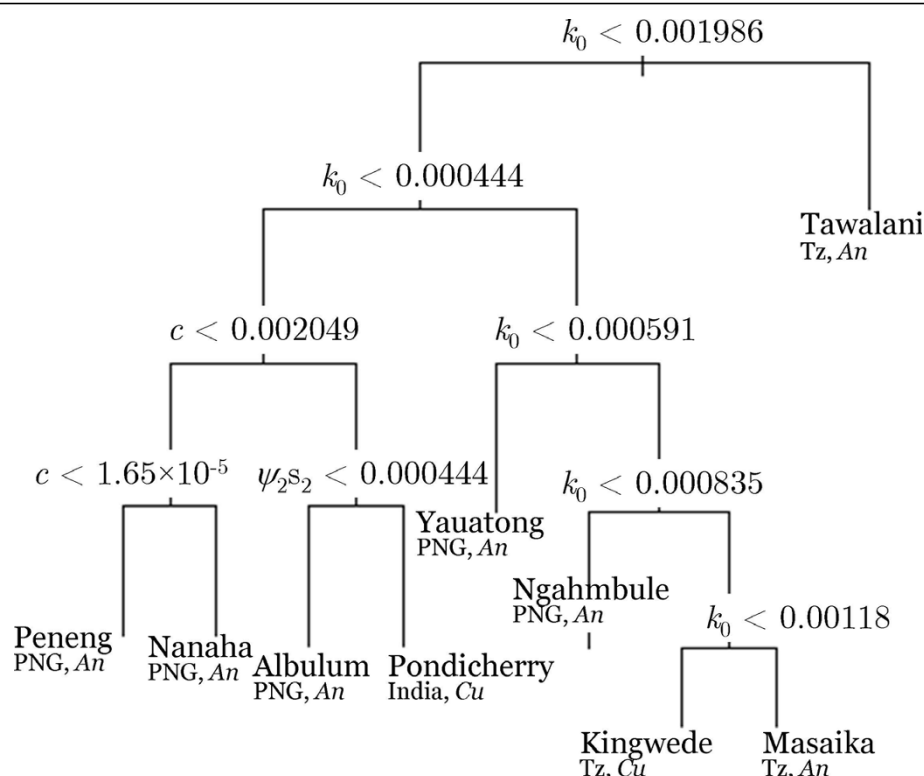 k₀ < 0.001986
k₀ < 0.000444
Tawalani
Tz, An
c < 0.002049
k₀ < 0.000591
c < 1.65×10⁻⁵
ψ₂s₂ < 0.000444
k₀ < 0.000835
Yauatong
PNG, An
Ngahmbule
PNG, An
k₀ < 0.00118
Peneng
PNG, An
Nanaha
PNG, An
Albulum
PNG, An
Pondicherry
India, Cu
Kingwede
Tz, Cu
Masaika
Tz, An